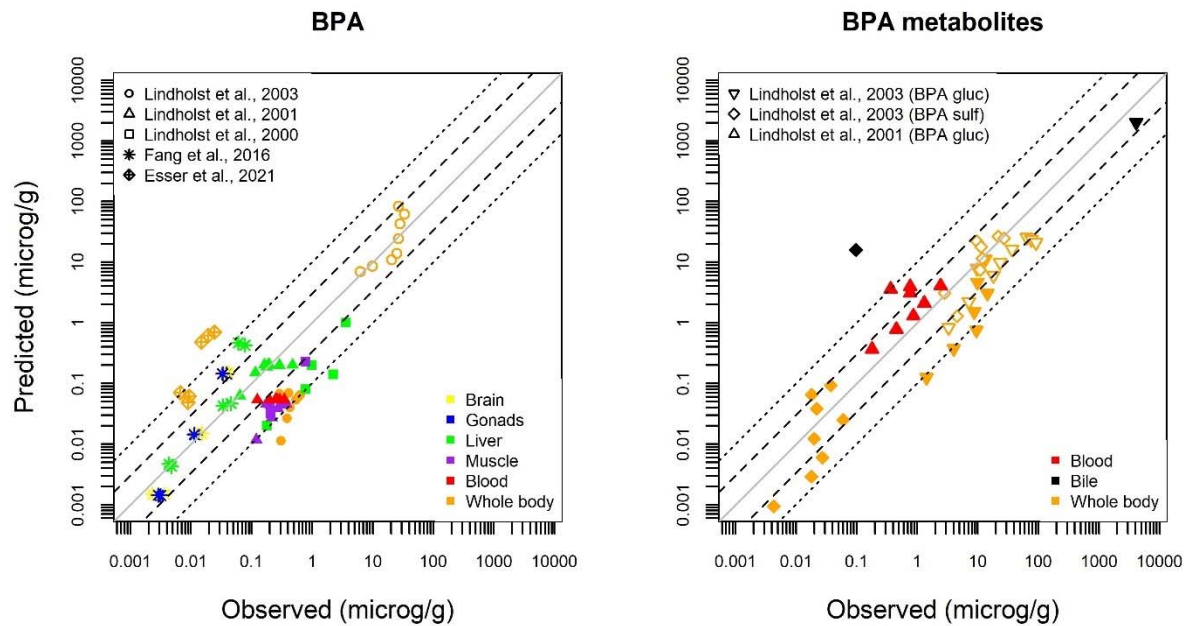 BPA
BPA metabolites
Predicted (microg/g)
10000
1000
100
10
1
0.1
0.01
0.001
Lindholst et al., 2003
Lindholst et al., 2001
Lindholst et al., 2000
Fang et al., 2016
Esser et al., 2021
Brain
Gonads
Liver
Muscle
Blood
Whole body
0.001 0.01 0.1 1 10 100 1000 10000
Observed (microg/g)
10000
1000
100
10
1
0.1
0.01
0.001
Lindholst et al., 2003 (BPA gluc)
Lindholst et al., 2003 (BPA sulf)
Lindholst et al., 2001 (BPA gluc)
Blood
Bile
Whole body
0.001 0.01 0.1 1 10 100 1000 10000
Observed (microg/g)